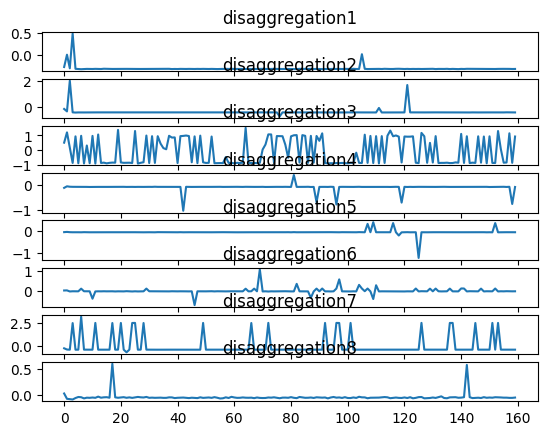 disaggregation1
0.5
0.0
disaggregation2
2
0
disaggregation3
1
0
−1
disaggregation4
0
−1
disaggregation5
0
−1
disaggregation6
1
0
disaggregation7
2.5
0.0
disaggregation8
0.5
0.0
0 20 40 60 80 100 120 140 160